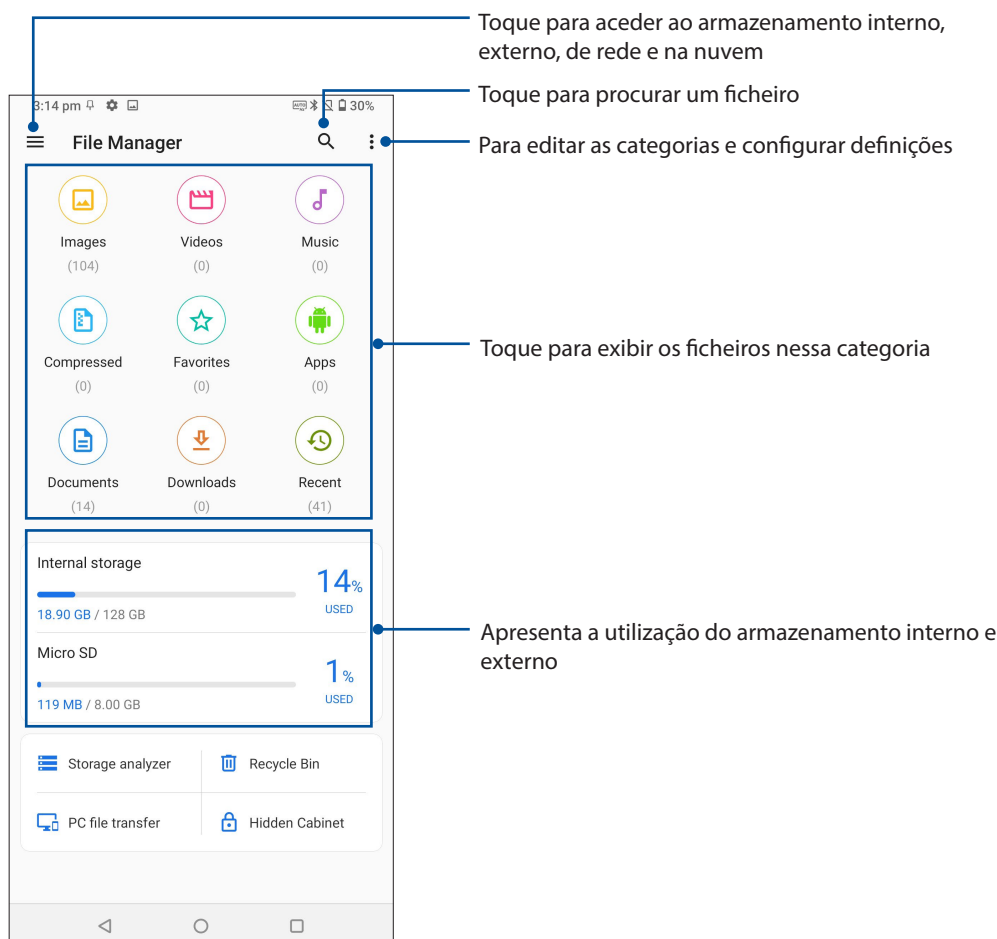 Toque para aceder ao armazenamento interno,
externo, de rede e na nuvem
Toque para procurar um ficheiro
Para editar as categorias e configurar definições
3:14 pm
AUTO
30%
File Manager
Images
Videos
Music
(104)
(0)
(0)
Compressed
Favorites
Apps
(0)
(0)
(0)
Toque para exibir os ficheiros nessa categoria
Documents
Downloads
Recent
(14)
(0)
(41)
Internal storage
14%
USED
18.90 GB / 128 GB
Micro SD
1%
USED
119 MB / 8.00 GB
Apresenta a utilização do armazenamento interno e
externo
Storage analyzer
Recycle Bin
PC file transfer
Hidden Cabinet